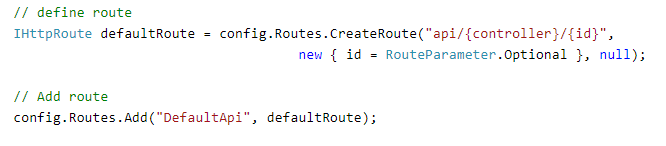 // define route
IHttpRoute defaultRoute = config.Routes.CreateRoute("api/{controller}/{id}",
new { id = RouteParameter.Optional }, null);
// Add route
config.Routes.Add("DefaultApi", defaultRoute);